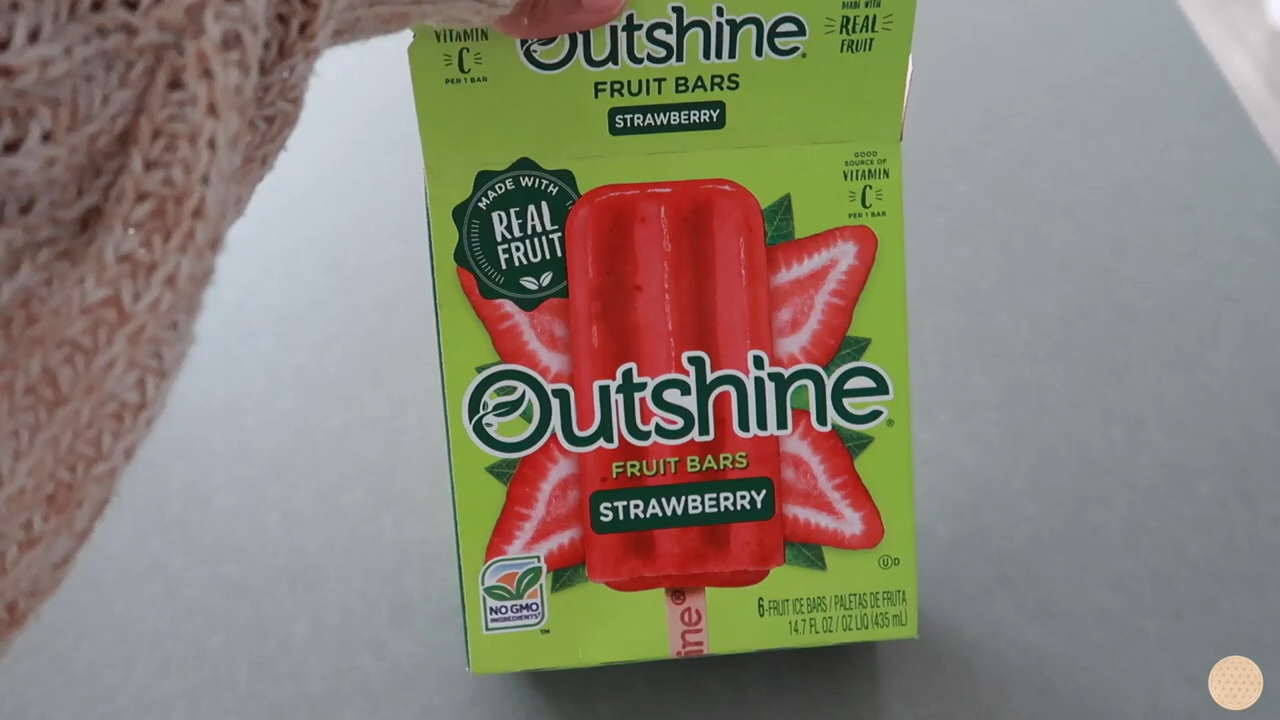 VITAMIN
C
PER 1 BAR
Outshine®
FRUIT BARS
STRAWBERRY
MADE WITH
REAL
FRUIT
MADE WITH
REAL
FRUIT
GOOD
SOURCE OF
VITAMIN
C
PER 1 BAR
Outshine®
FRUIT BARS
STRAWBERRY
NO GMO
INGREDIENTS†
TM
ine®
U D
6-FRUIT ICE BARS / PALETAS DE FRUTA
14.7 FL OZ / OZ LÍQ (435 mL)